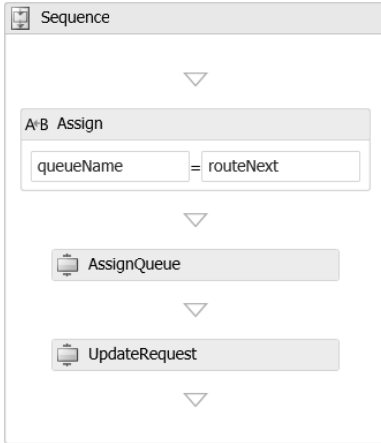 Sequence
A+B Assign
queueName = routeNext
AssignQueue
UpdateRequest